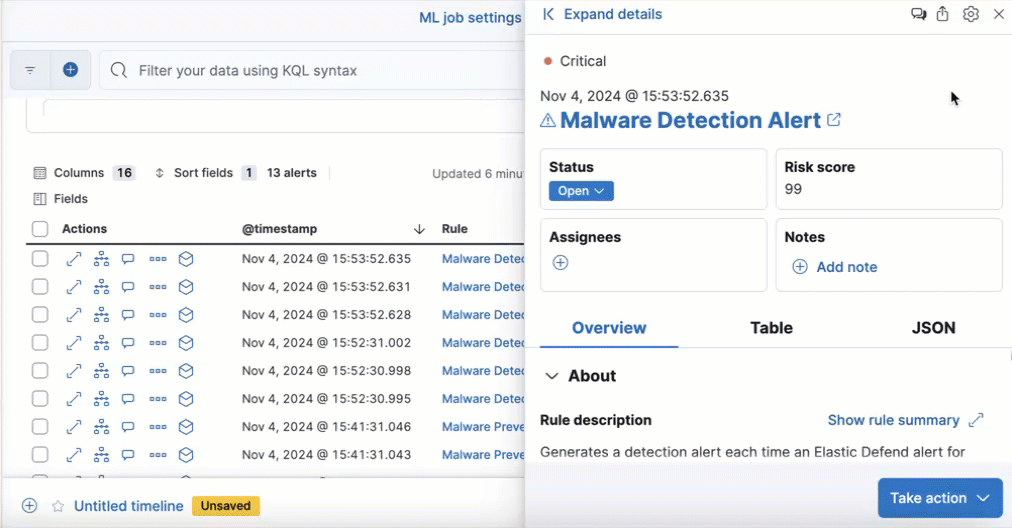 ML job settings
Filter your data using KQL syntax
Columns 16 Sort fields 1 13 alerts Updated 6 minu
Fields
Actions @timestamp Rule
Nov 4, 2024 @ 15:53:52.635 Malware Detec
Nov 4, 2024 @ 15:53:52.631 Malware Detec
Nov 4, 2024 @ 15:53:52.628 Malware Detec
Nov 4, 2024 @ 15:52:31.002 Malware Detec
Nov 4, 2024 @ 15:52:30.998 Malware Detec
Nov 4, 2024 @ 15:52:30.995 Malware Detec
Nov 4, 2024 @ 15:41:31.046 Malware Preve
Nov 4, 2024 @ 15:41:31.043 Malware Preve
Untitled timeline Unsaved
Expand details
Critical
Nov 4, 2024 @ 15:53:52.635
Malware Detection Alert
Status
Open
Risk score
99
Assignees
Notes
Add note
Overview Table JSON
About
Rule description Show rule summary
Generates a detection alert each time an Elastic Defend alert for
Take action